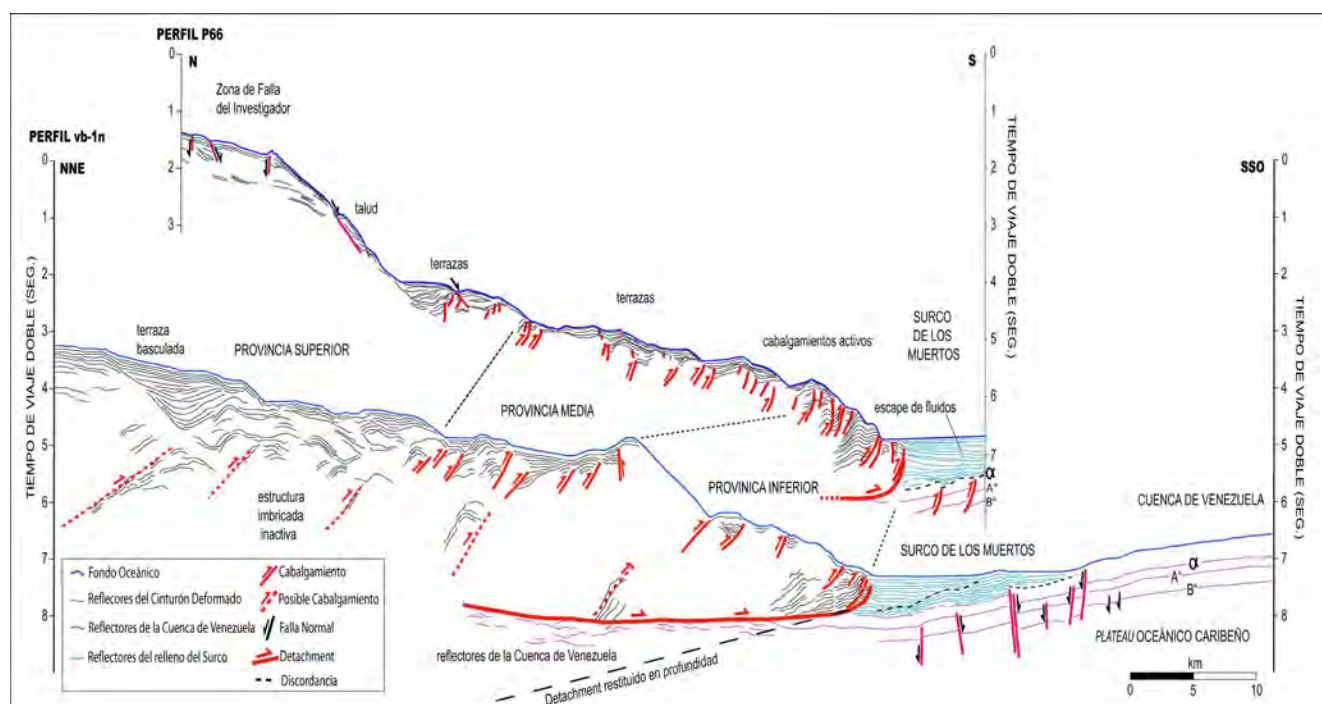 PERFIL P66
N
S
0
1
2
3
0
1
2
3
4
5
6
7
TIEMPO DE VIAJE DOBLE (SEG.)
Zona de Falla
del Investigador
PERFIL vb-1n
NNE
SSO
0
1
2
3
4
5
6
7
8
TIEMPO DE VIAJE DOBLE (SEG.)
0
1
2
3
4
5
6
7
8
TIEMPO DE VIAJE DOBLE (SEG.)
talud
terrazas
terrazas
terraza
basculada
PROVINCIA SUPERIOR
cabalgamientos activos
SURCO
DE LOS
MUERTOS
PROVINCIA MEDIA
escape de fluidos
α
A"
B"
PROVINICA INFERIOR
estructura
imbricada
inactiva
CUENCA DE VENEZUELA
SURCO DE LOS MUERTOS
α
A"
B"
PLATEAU OCEÁNICO CARIBEÑO
reflectores de la Cuenca de Venezuela
Detachment restituido en profundidad
km
0 5 10
Fondo Oceánico
Reflecores del Cinturón Deformado
Reflectores de la Cuenca de Venezuela
Reflectores del relleno del Surco
Cabalgamiento
Posible Cabalgamiento
Falla Normal
Detachment
Discordancia